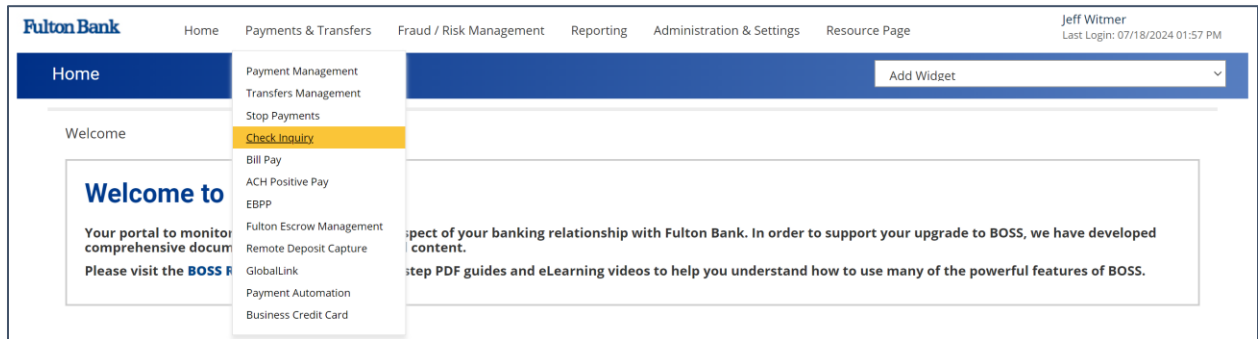 Fulton Bank
Home Payments & Transfers Fraud / Risk Management Reporting Administration & Settings Resource Page
Jeff Witmer
Last Login: 07/18/2024 01:57 PM
Home
Add Widget
Payment Management
Transfers Management
Stop Payments
Check Inquiry
Bill Pay
ACH Positive Pay
EBPP
Fulton Escrow Management
Remote Deposit Capture
GlobalLink
Payment Automation
Business Credit Card
Welcome
Welcome to
Your portal to monitor spect of your banking relationship with Fulton Bank. In order to support your upgrade to BOSS, we have developed
comprehensive docum content.
Please visit the BOSS R step PDF guides and eLearning videos to help you understand how to use many of the powerful features of BOSS.